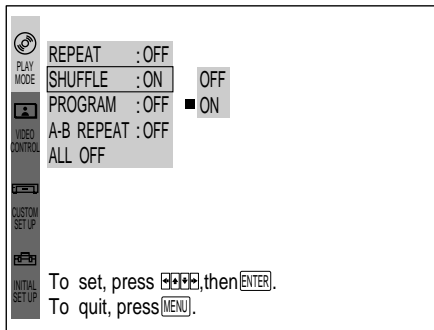 PLAY
MODE
VIDEO
CONTROL
CUSTOM
SET UP
INITIAL
SET UP
REPEAT :OFF
SHUFFLE :ON OFF
PROGRAM :OFF ON
A-B REPEAT :OFF
ALL OFF
To set, press ,then ENTER.
To quit, press MENU.